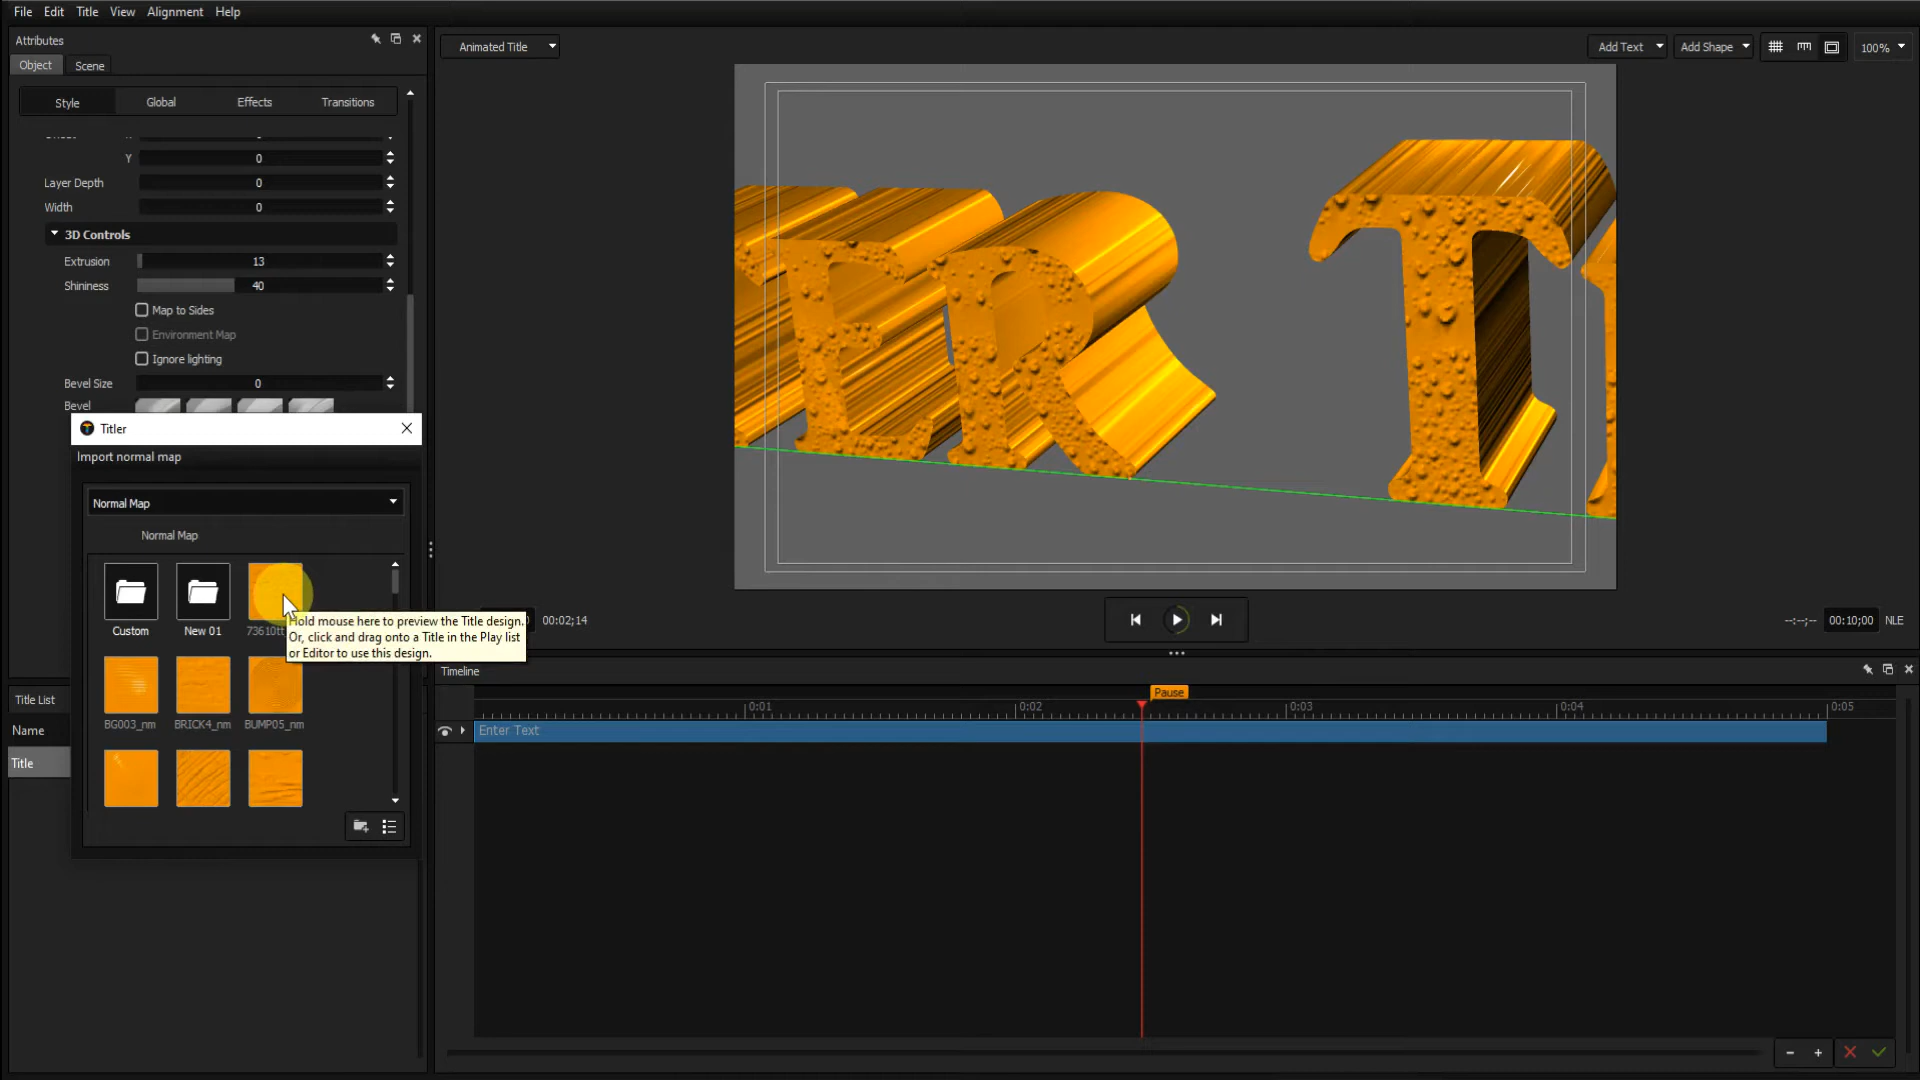 File Edit Title View Alignment Help
Attributes
Object Scene
Style Global Effects Transitions
Y 0
Layer Depth 0
Width 0
3D Controls
Extrusion 13
Shininess 40
Map to Sides
Environment Map
Ignore lighting
Bevel Size 0
Bevel
Titler
Import normal map
Normal Map
Normal Map
Custom New 01
Hold mouse here to preview the Title design.
Or, click and drag onto a Title in the Play list
or Editor to use this design.
BG003_nm BRICK4_nm BUMP05_nm
Title List
Name
Title
Animated Title
Add Text Add Shape 100%
ER T
00:02;14
--:--;-- 00:10;00 NLE
Timeline
Pause
0:01 0:02 0:03 0:04 0:05
Enter Text